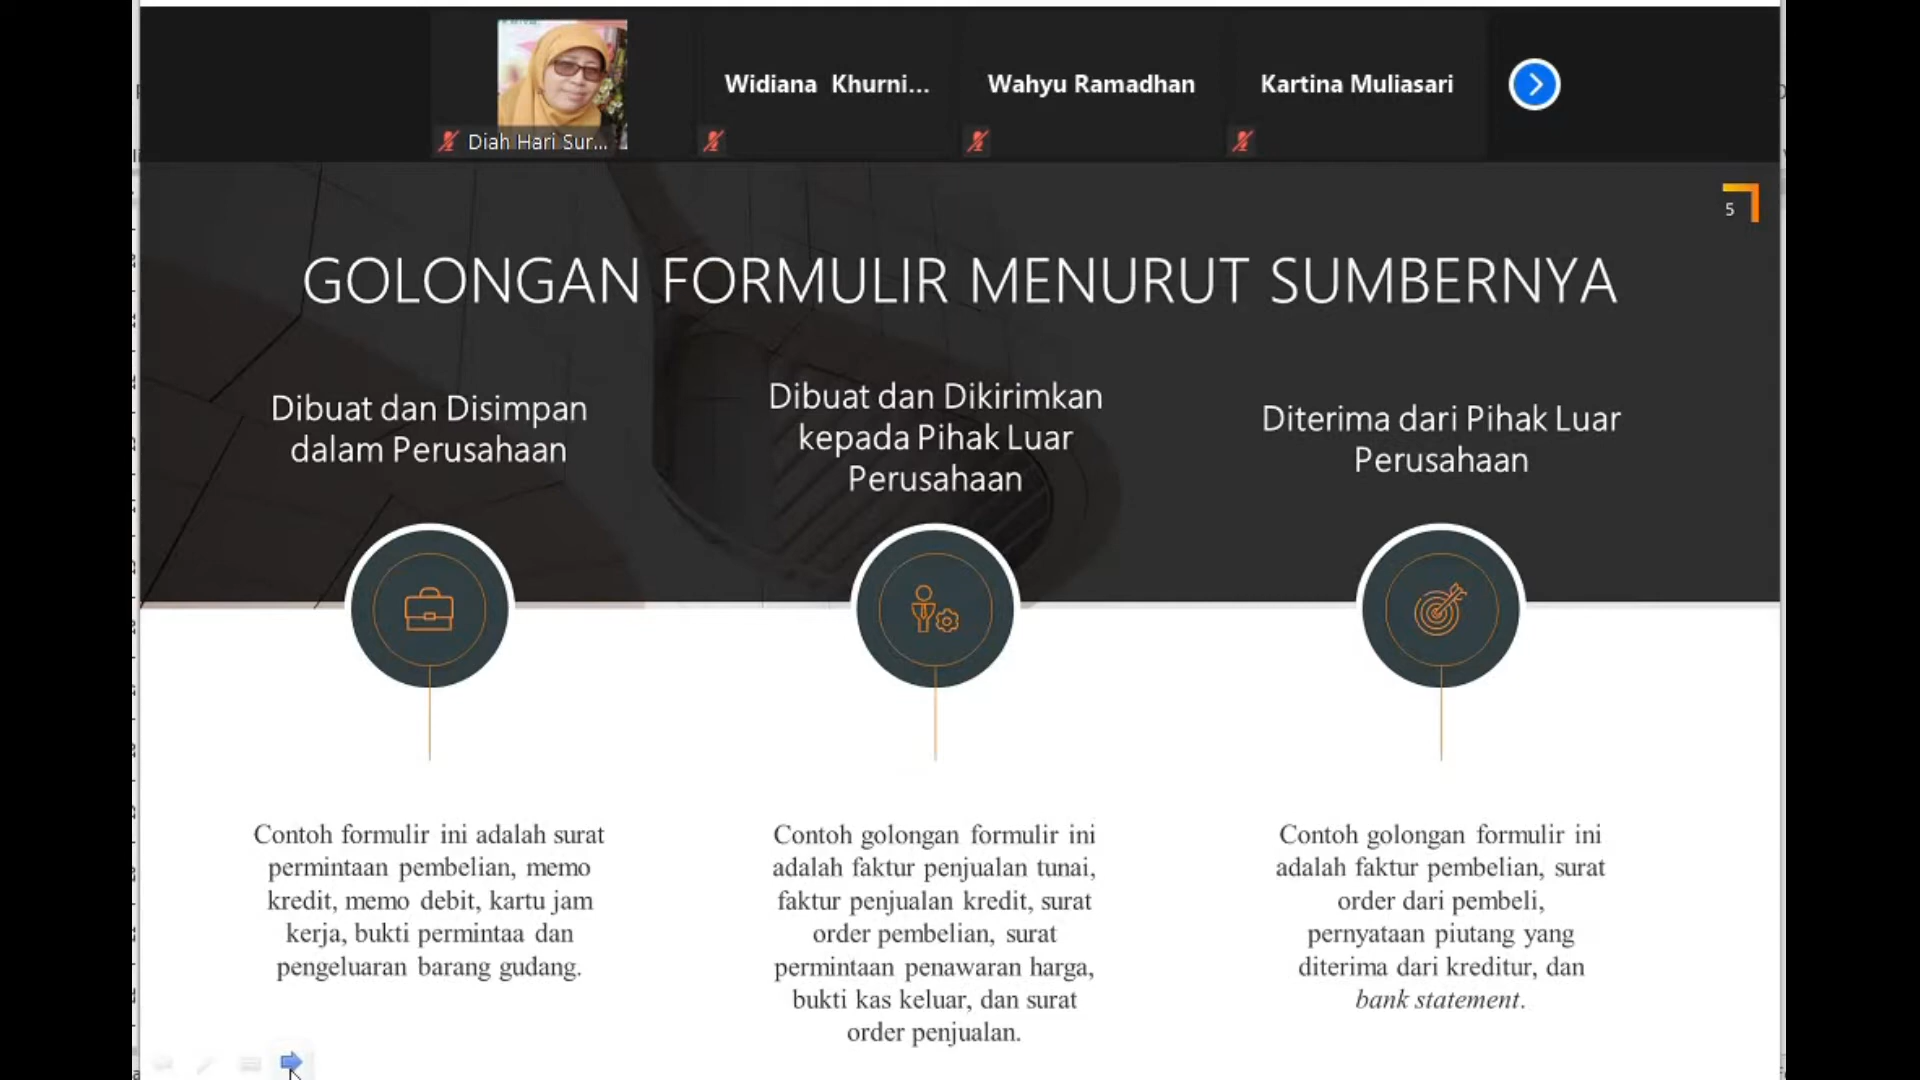 Widiana Khurni...
Wahyu Ramadhan
Kartina Muliasari
Diah Hari Sur...
5
GOLONGAN FORMULIR MENURUT SUMBERNYA
Dibuat dan Disimpan
dalam Perusahaan
Dibuat dan Dikirimkan
kepada Pihak Luar
Perusahaan
Diterima dari Pihak Luar
Perusahaan
Contoh formulir ini adalah surat
permintaan pembelian, memo
kredit, memo debit, kartu jam
kerja, bukti permintaa dan
pengeluaran barang gudang.
Contoh golongan formulir ini
adalah faktur penjualan tunai,
faktur penjualan kredit, surat
order pembelian, surat
permintaan penawaran harga,
bukti kas keluar, dan surat
order penjualan.
Contoh golongan formulir ini
adalah faktur pembelian, surat
order dari pembeli,
pernyataan piutang yang
diterima dari kreditur, dan
bank statement.